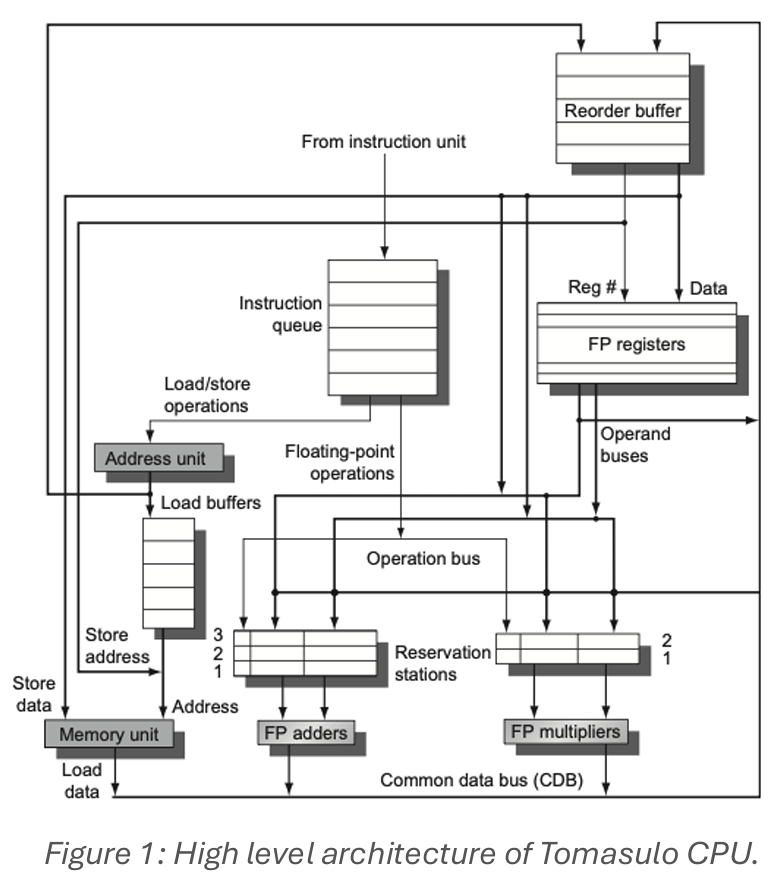 Reorder buffer
From instruction unit
Instruction
queue
Reg #
Data
FP registers
Load/store
operations
Operand
buses
Address unit
Floating-point
operations
Load buffers
Operation bus
Store
address
3
2
1
Reservation
stations
2
1
Store
data
Address
Memory unit
FP adders
FP multipliers
Load
data
Common data bus (CDB)
Figure 1: High level architecture of Tomasulo CPU.